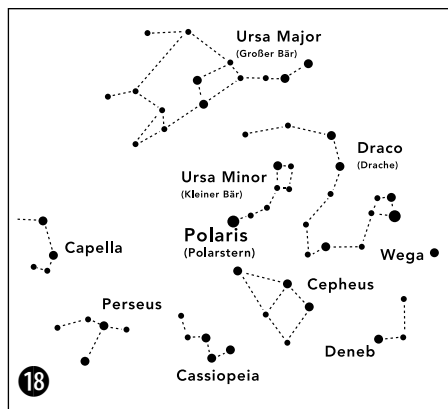 Ursa Major
(Großer Bär)
Draco
(Drache)
Ursa Minor
(Kleiner Bär)
Polaris
(Polarstern)
Capella
Wega
Cepheus
Perseus
Cassiopeia
Deneb
18